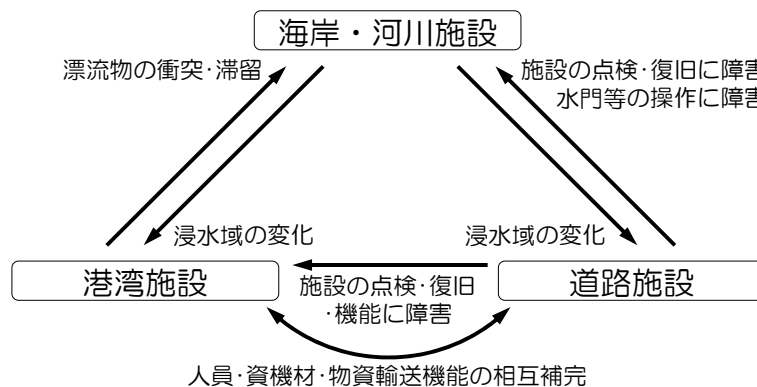 海岸・河川施設
漂流物の衝突・滞留
施設の点検・復旧に障害
水門等の操作に障害
浸水域の変化
浸水域の変化
港湾施設
施設の点検・復旧
・機能に障害
道路施設
人員・資機材・物資輸送機能の相互補完